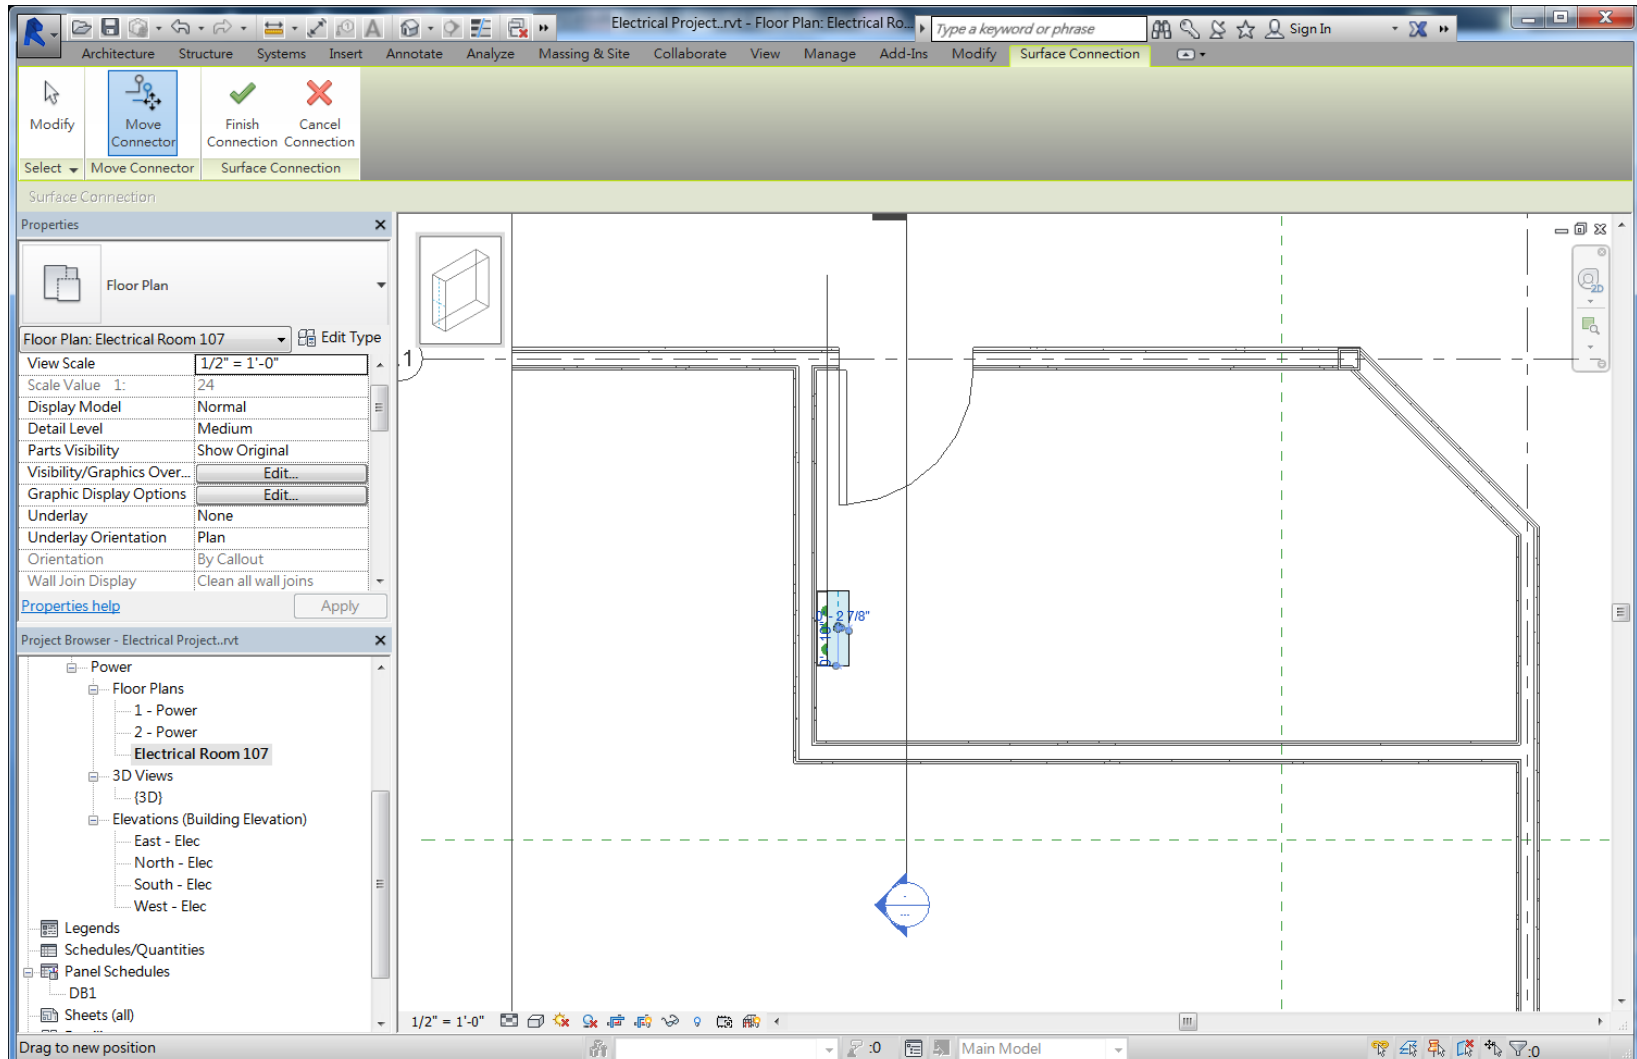 Electrical Project..rvt - Floor Plan: Electrical Ro...
Type a keyword or phrase
Sign In
Architecture Structure Systems Insert Annotate Analyze Massing & Site Collaborate View Manage Add-Ins Modify Surface Connection
Modify
Move Connector
Finish Connection
Cancel Connection
Select
Move Connector
Surface Connection
Surface Connection
Properties
Floor Plan
Floor Plan: Electrical Room 107
Edit Type
View Scale 1/2" = 1'-0"
Scale Value 1: 24
Display Model Normal
Detail Level Medium
Parts Visibility Show Original
Visibility/Graphics Over... Edit...
Graphic Display Options Edit...
Underlay None
Underlay Orientation Plan
Orientation By Callout
Wall Join Display Clean all wall joins
Properties help
Apply
Project Browser - Electrical Project..rvt
Power
Floor Plans
1 - Power
2 - Power
Electrical Room 107
3D Views
{3D}
Elevations (Building Elevation)
East - Elec
North - Elec
South - Elec
West - Elec
Legends
Schedules/Quantities
Panel Schedules
DB1
Sheets (all)
.1
2D
1/2" = 1'-0"
Drag to new position
:0
Main Model
:0